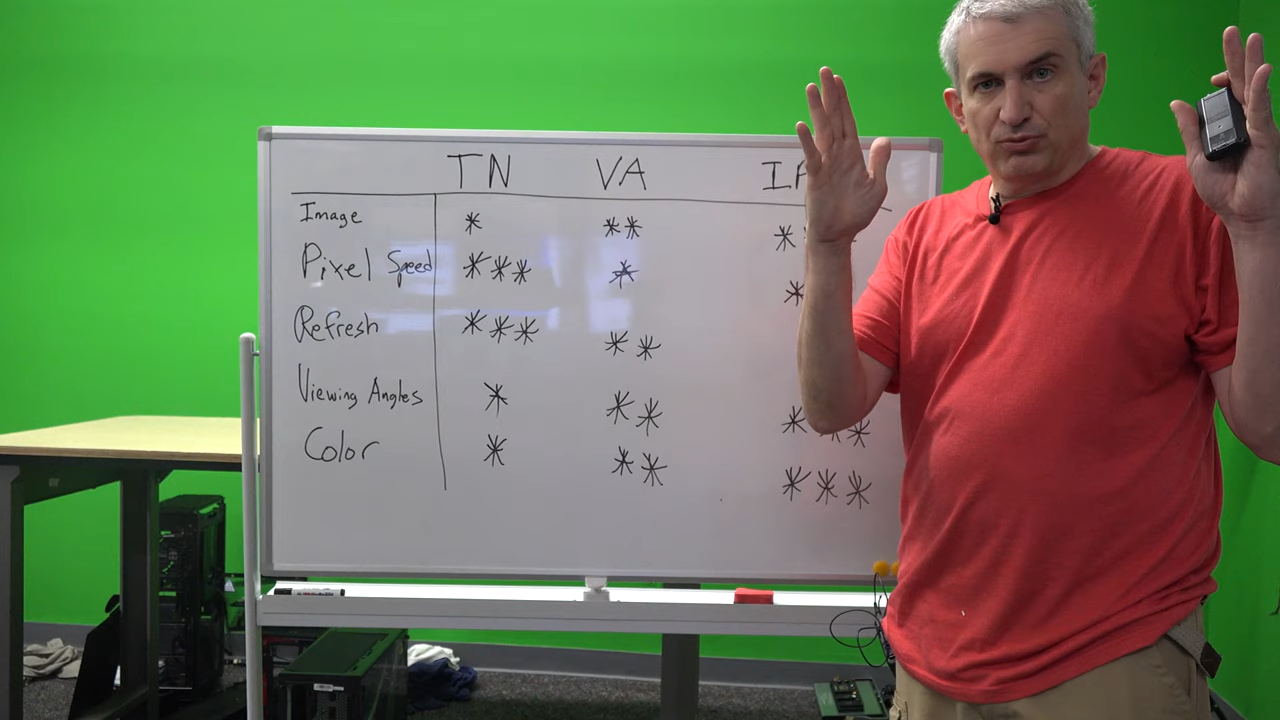 TN VA
Image * **
Pixel Speed *** *
Refresh *** **
Viewing Angles * **
Color * ** ***